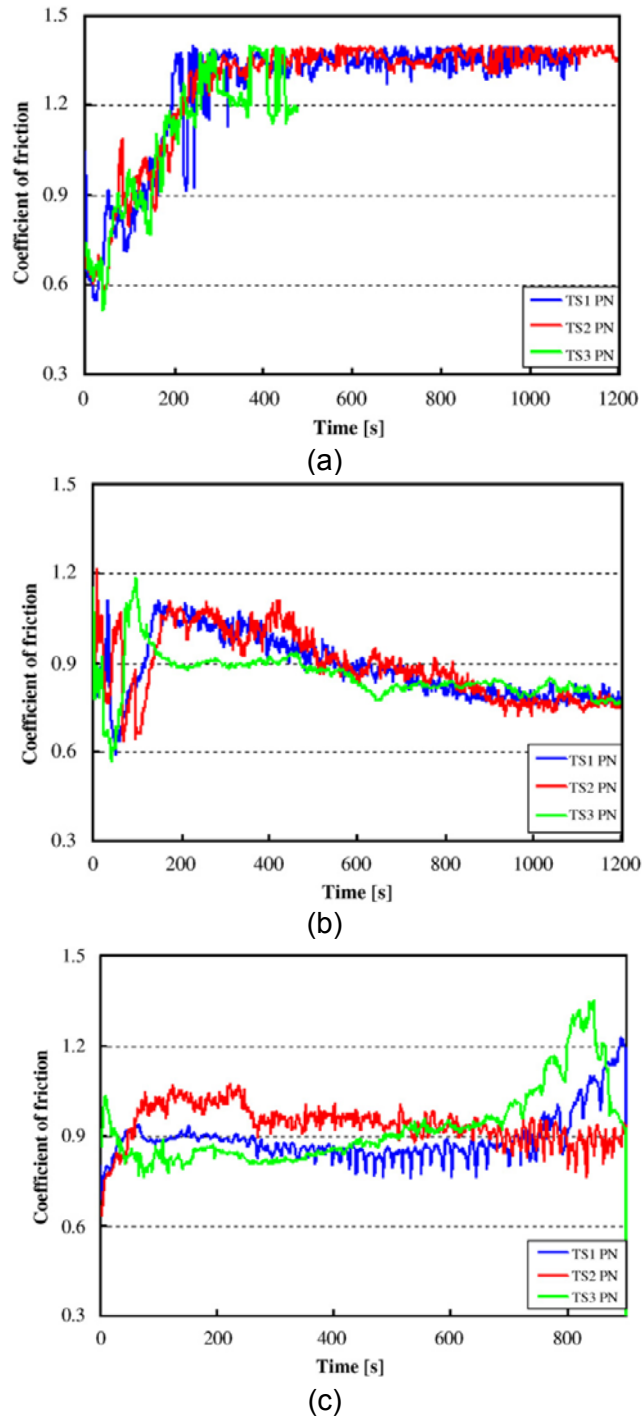 1.5
1.2
0.9
0.6
0.3
Coefficient of friction
TS1 PN
TS2 PN
TS3 PN
0 200 400 600 800 1000 1200
Time [s]
(a)
1.5
1.2
0.9
0.6
0.3
Coefficient of friction
TS1 PN
TS2 PN
TS3 PN
0 200 400 600 800 1000 1200
Time [s]
(b)
1.5
1.2
0.9
0.6
0.3
Coefficient of friction
TS1 PN
TS2 PN
TS3 PN
0 200 400 600 800
Time [s]
(c)